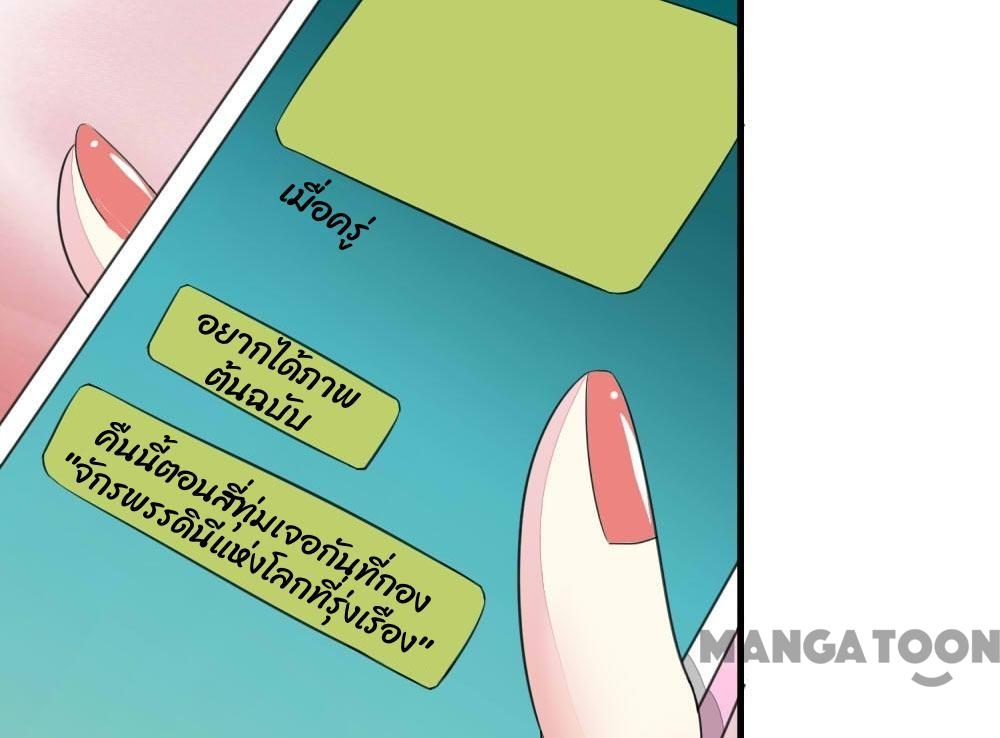 เมื่อครู่
อยากได้ภาพ
ต้นฉบับ
คืนนี้ตอนสี่ทุ่มเจอกันที่กอง
"จักรพรรดินีแห่งโลกที่รุ่งเรือง"
MANGATOON